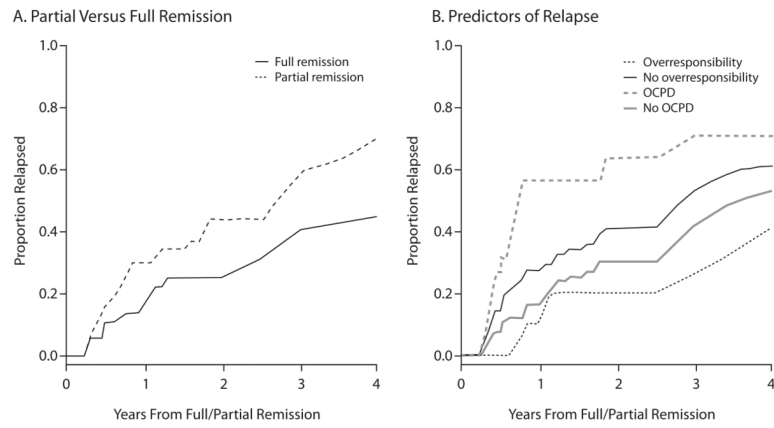 A. Partial Versus Full Remission
1.0
0.8
0.6
0.4
0.2
0.0
Proportion Relapsed
Full remission
Partial remission
0 1 2 3 4
Years From Full/Partial Remission
B. Predictors of Relapse
1.0
0.8
0.6
0.4
0.2
0.0
Proportion Relapsed
Overresponsibility
No overresponsibility
OCPD
No OCPD
0 1 2 3 4
Years From Full/Partial Remission